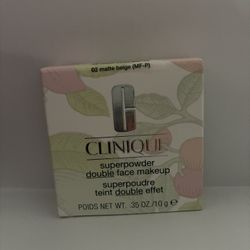 02 matte beige (MF-P)
CLINIQUE
superpowder
double face makeup
superpoudre
teint double effet
POIDS NET WT. .35 OZ/10 g ℮